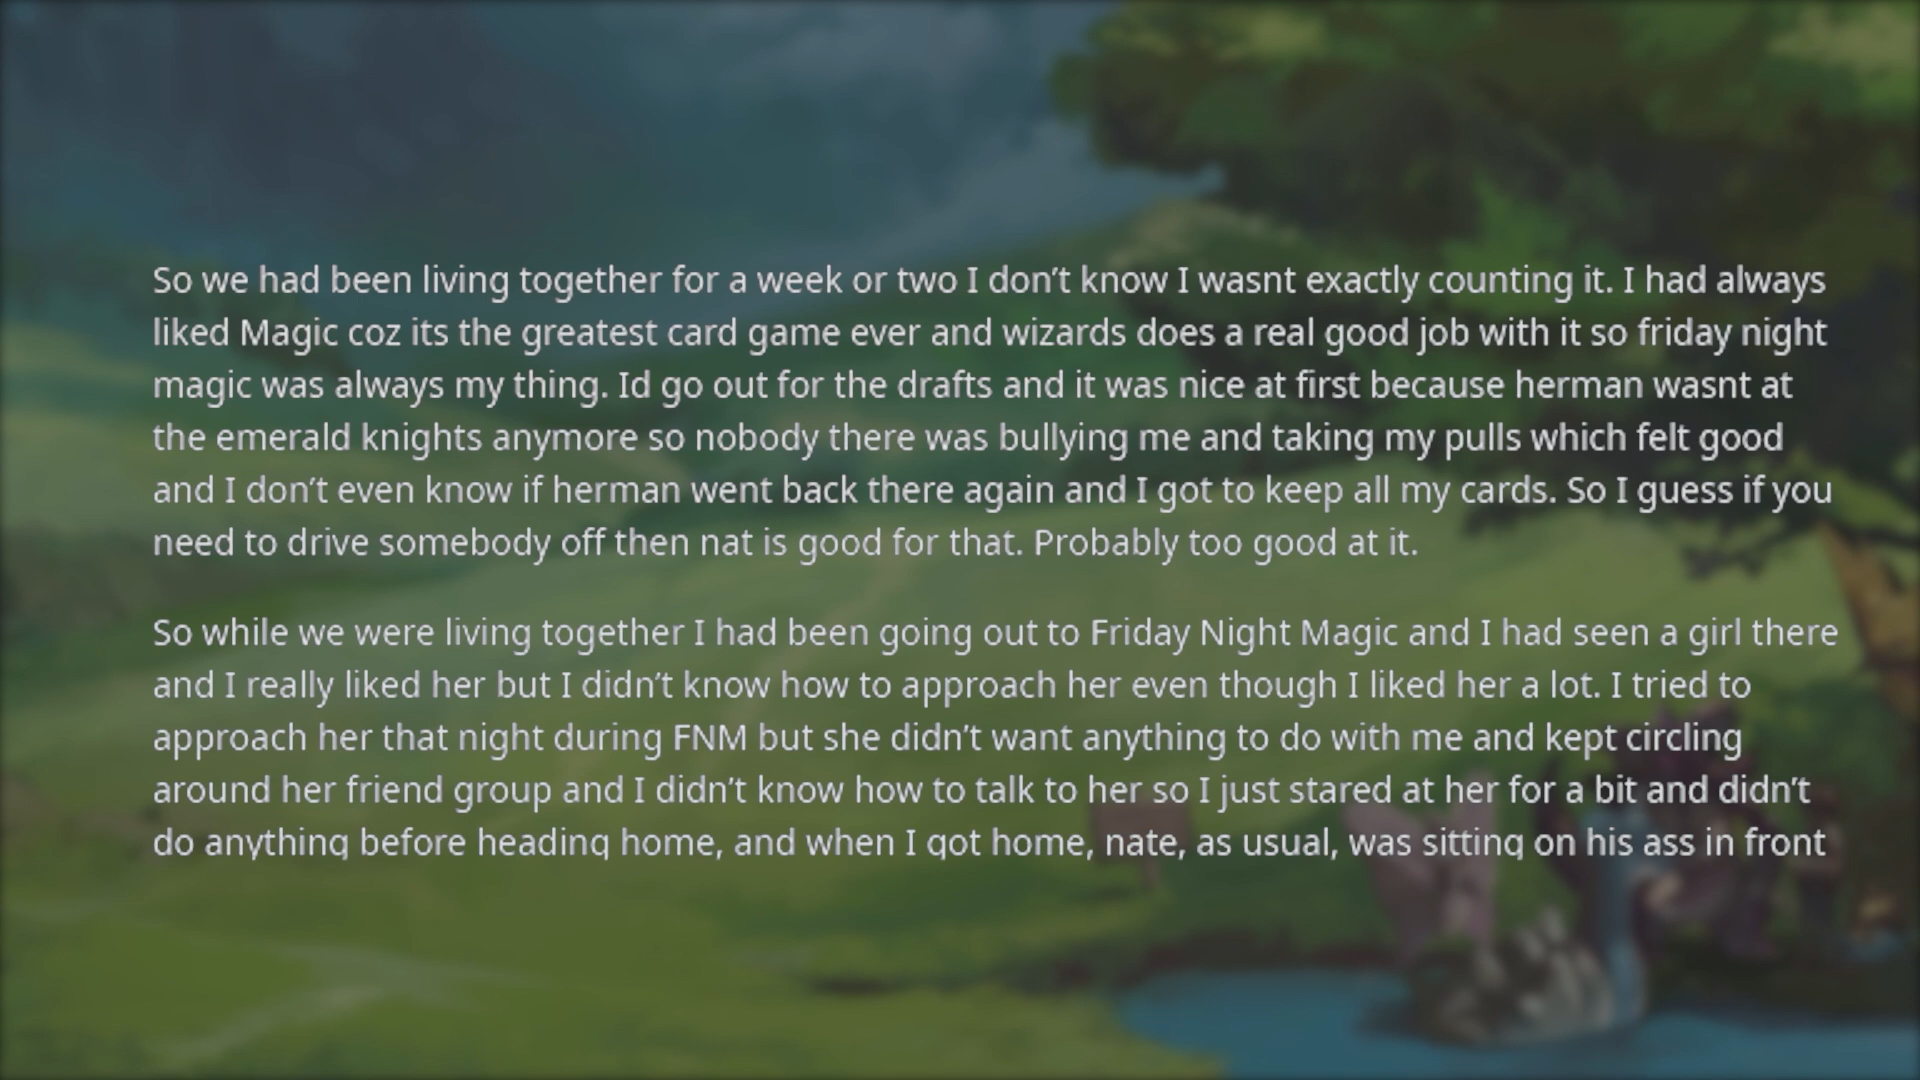 So we had been living together for a week or two I don’t know I wasnt exactly counting it. I had always
liked Magic coz its the greatest card game ever and wizards does a real good job with it so friday night
magic was always my thing. Id go out for the drafts and it was nice at first because herman wasnt at
the emerald knights anymore so nobody there was bullying me and taking my pulls which felt good
and I don’t even know if herman went back there again and I got to keep all my cards. So I guess if you
need to drive somebody off then nat is good for that. Probably too good at it.
So while we were living together I had been going out to Friday Night Magic and I had seen a girl there
and I really liked her but I didn’t know how to approach her even though I liked her a lot. I tried to
approach her that night during FNM but she didn’t want anything to do with me and kept circling
around her friend group and I didn’t know how to talk to her so I just stared at her for a bit and didn’t
do anything before heading home, and when I got home, nate, as usual, was sitting on his ass in front